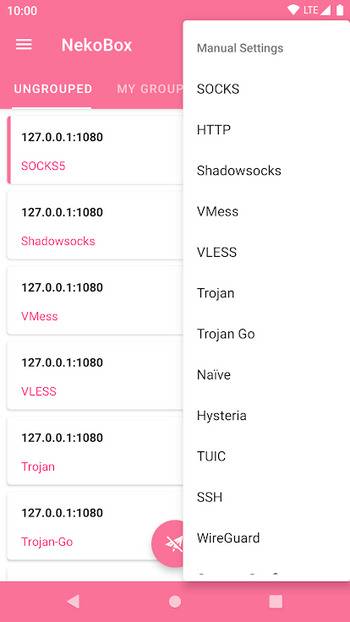 10:00
LTE
NekoBox
UNGROUPED
MY GROUP
127.0.0.1:1080
SOCKS5
127.0.0.1:1080
Shadowsocks
127.0.0.1:1080
VMess
127.0.0.1:1080
VLESS
127.0.0.1:1080
Trojan
127.0.0.1:1080
Trojan-Go
Manual Settings
SOCKS
HTTP
Shadowsocks
VMess
VLESS
Trojan
Trojan Go
Naïve
Hysteria
TUIC
SSH
WireGuard